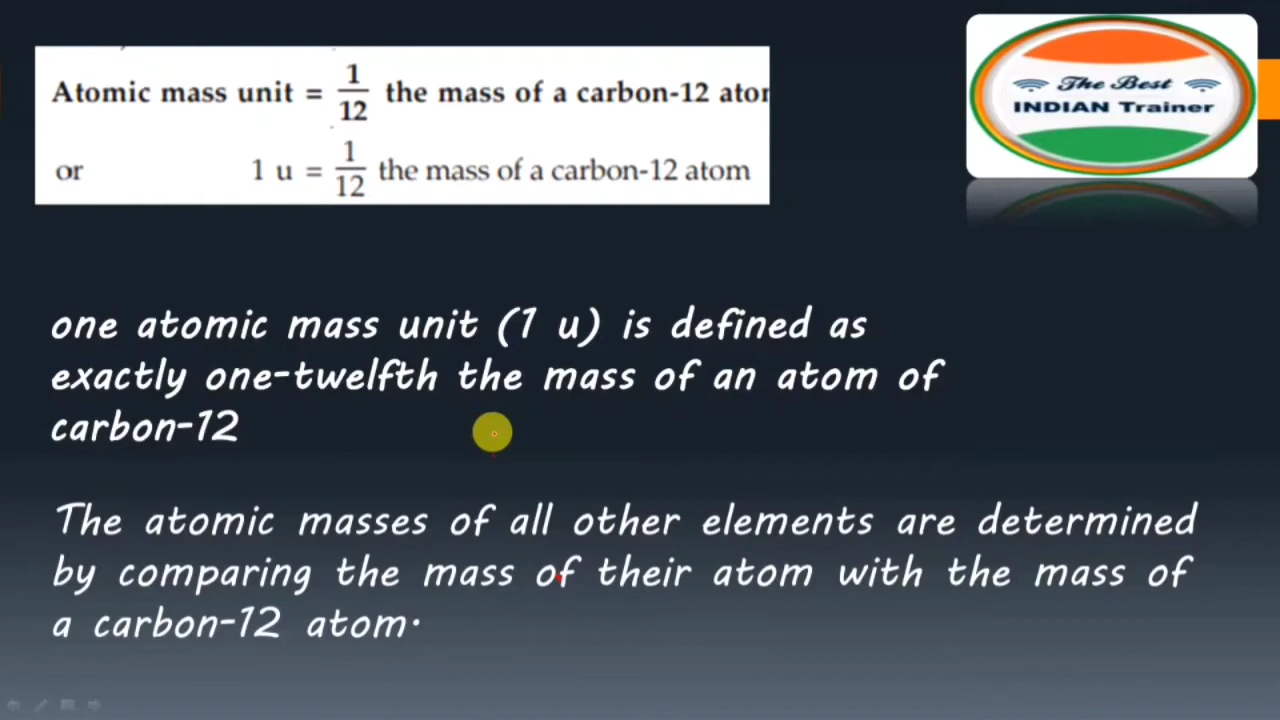 Atomic mass unit = 1/12 the mass of a carbon-12 ator
or 1 u = 1/12 the mass of a carbon-12 atom
The Best
INDIAN Trainer
one atomic mass unit (1 u) is defined as
exactly one-twelfth the mass of an atom of
carbon-12
The atomic masses of all other elements are determined
by comparing the mass of their atom with the mass of
a carbon-12 atom.